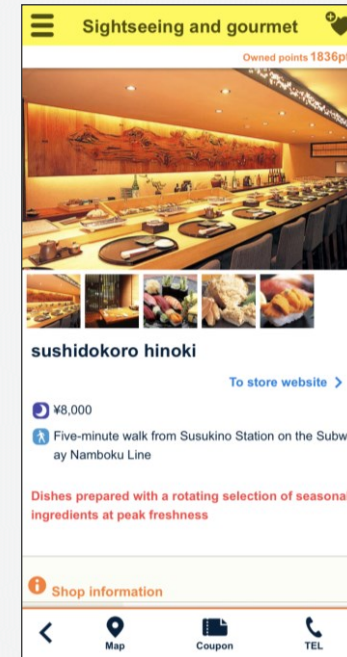 Sightseeing and gourmet
Owned points 1836pt
sushidokoro hinoki
To store website
¥8,000
Five-minute walk from Susukino Station on the Subw
ay Namboku Line
Dishes prepared with a rotating selection of seasonal
ingredients at peak freshness
Shop information
Map
Coupon
TEL